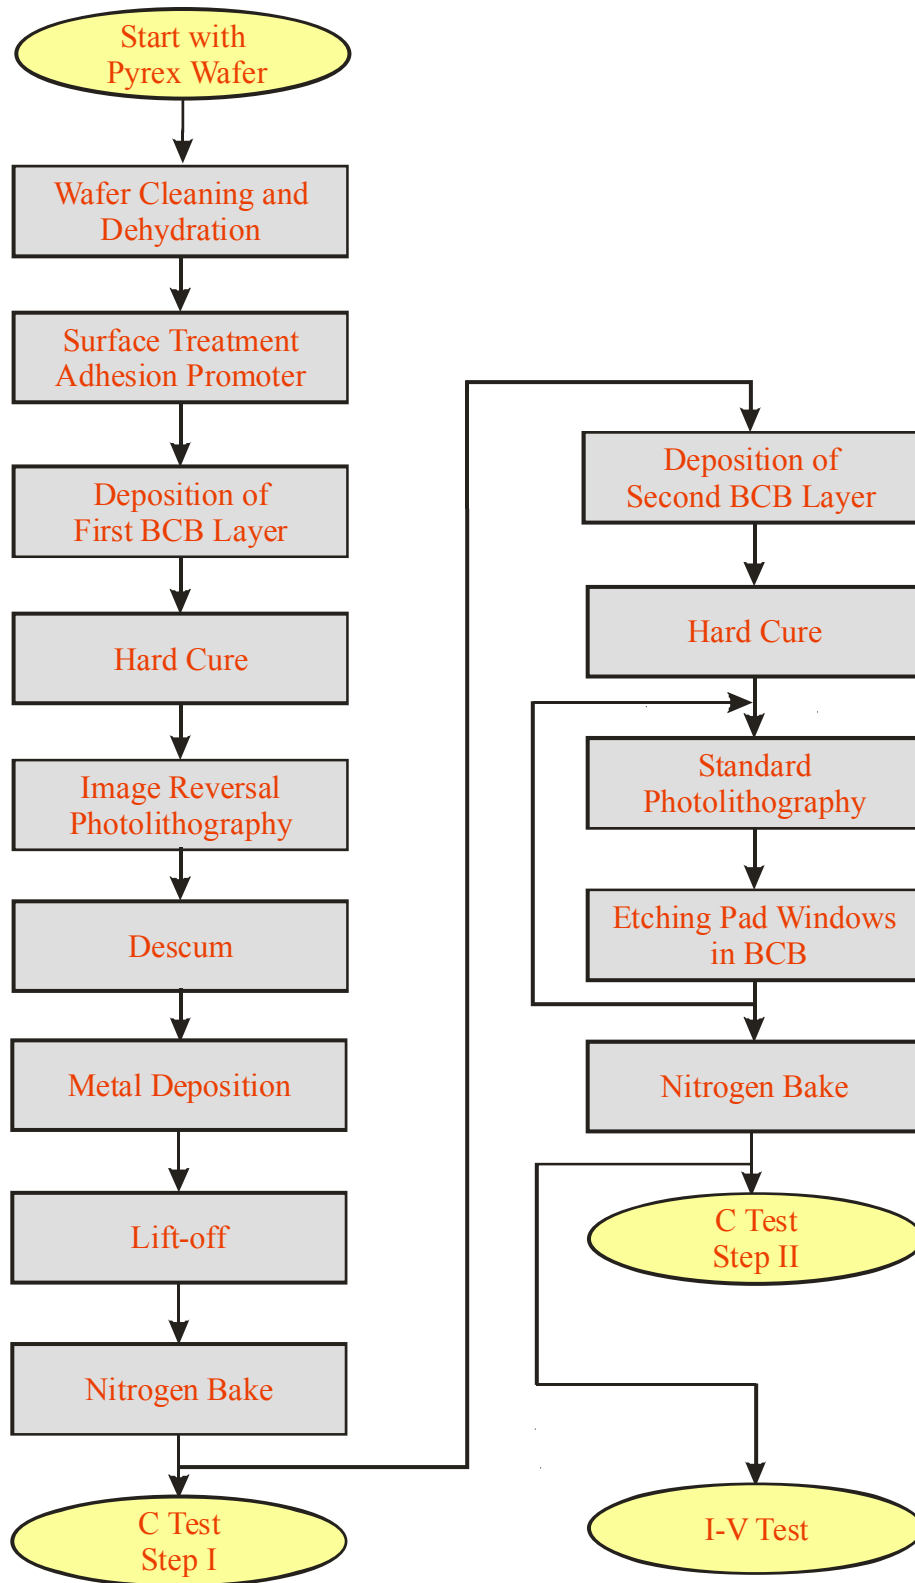 Start with
Pyrex Wafer
Wafer Cleaning and
Dehydration
Surface Treatment
Adhesion Promoter
Deposition of
First BCB Layer
Hard Cure
Image Reversal
Photolithography
Descum
Metal Deposition
Lift-off
Nitrogen Bake
C Test
Step I
Deposition of
Second BCB Layer
Hard Cure
Standard
Photolithography
Etching Pad Windows
in BCB
Nitrogen Bake
C Test
Step II
I-V Test